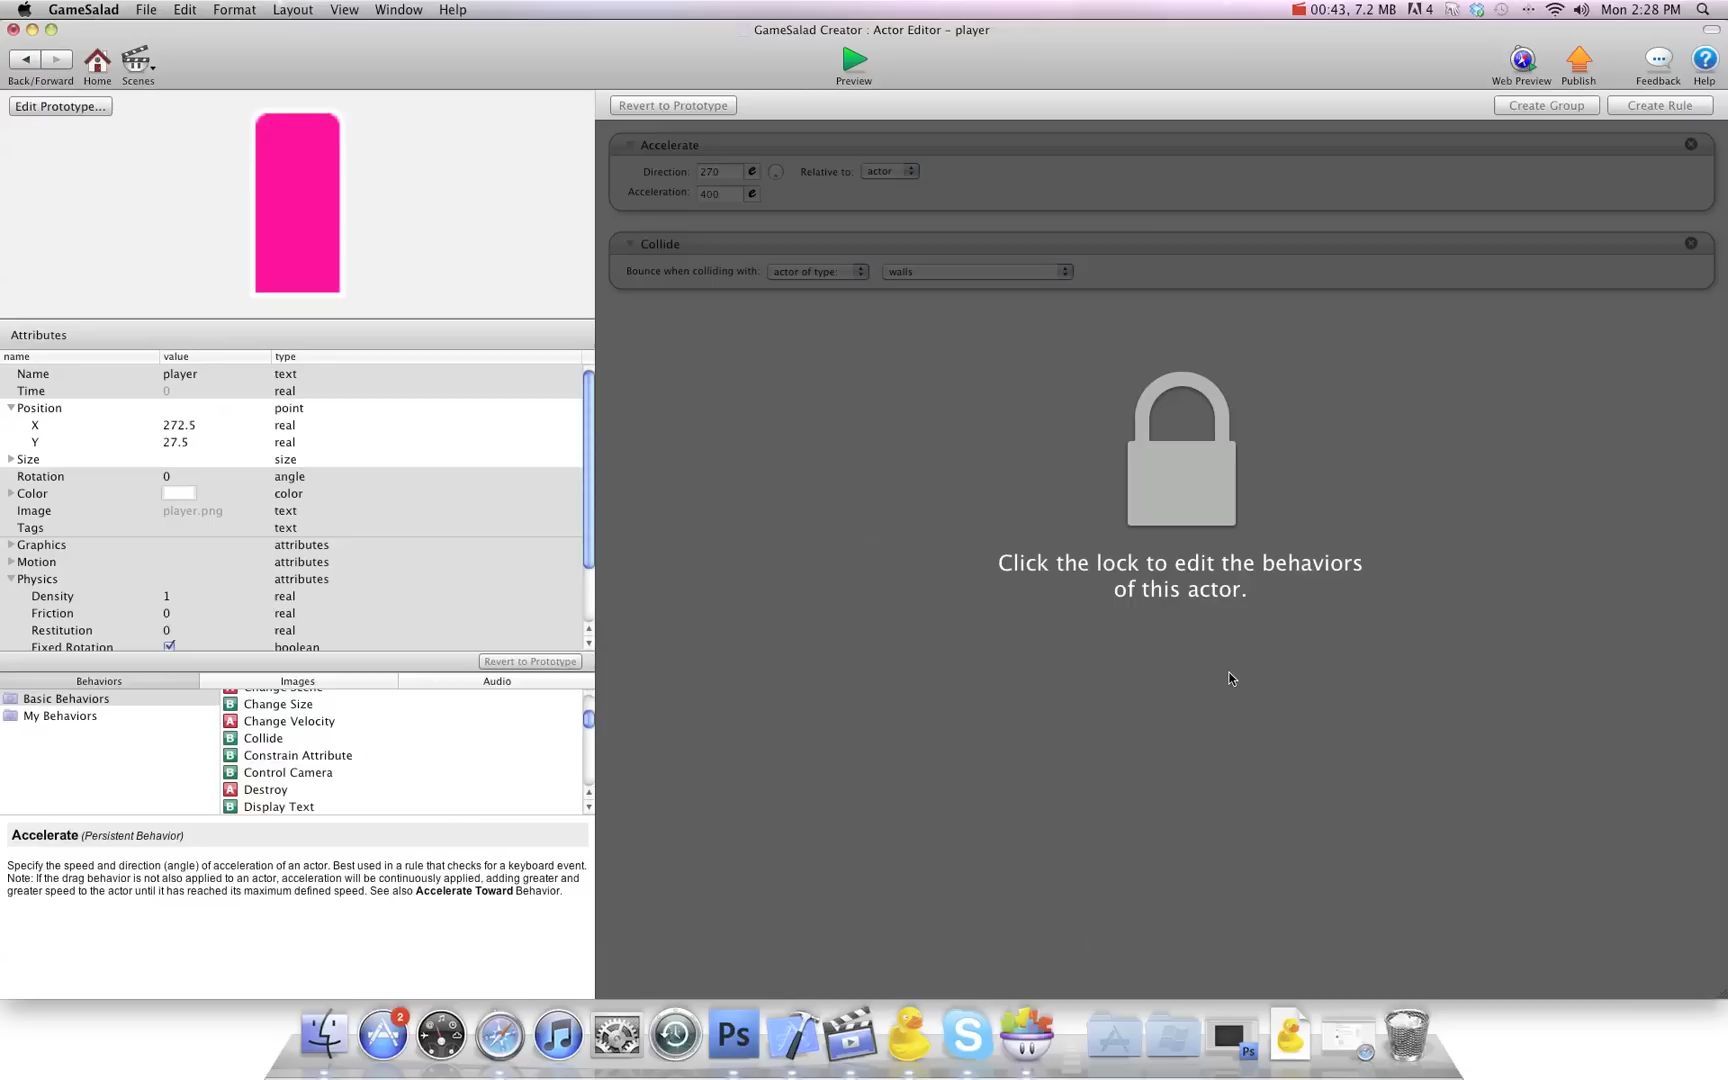 GameSalad File Edit Format Layout View Window Help 00:43, 7.2 MB 4 Mon 2:28 PM
GameSalad Creator : Actor Editor - player
Back/Forward Home Scenes Preview Web Preview Publish Feedback Help
Edit Prototype... Revert to Prototype Create Group Create Rule
Accelerate
Direction: 270 e Relative to: actor
Acceleration: 400 e
Collide
Bounce when colliding with: actor of type: walls
Click the lock to edit the behaviors
of this actor.
Attributes
name value type
Name player text
Time 0 real
Position point
X 272.5 real
Y 27.5 real
Size size
Rotation 0 angle
Color color
Image player.png text
Tags text
Graphics attributes
Motion attributes
Physics attributes
Density 1 real
Friction 0 real
Restitution 0 real
Fixed Rotation boolean
Revert to Prototype
Behaviors Images Audio
Basic Behaviors
My Behaviors
A Change Scene
B Change Size
A Change Velocity
B Collide
B Constrain Attribute
B Control Camera
A Destroy
B Display Text
Accelerate (Persistent Behavior)
Specify the speed and direction (angle) of acceleration of an actor. Best used in a rule that checks for a keyboard event.
Note: If the drag behavior is not also applied to an actor, acceleration will be continuously applied, adding greater and
greater speed to the actor until it has reached its maximum defined speed. See also Accelerate Toward Behavior.
2
Ps
Ps